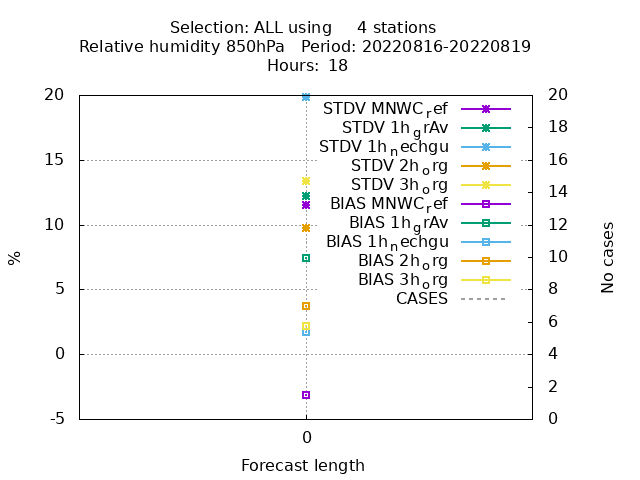 Selection: ALL using     4 stations
Relative humidity 850hPa   Period: 20220816-20220819
Hours:  18
20
15
10
5
0
-5
%
STDV MNWC_ref
STDV 1h_grAv
STDV 1h_nechgu
STDV 2h_org
STDV 3h_org
BIAS MNWC_ref
BIAS 1h_grAv
BIAS 1h_nechgu
BIAS 2h_org
BIAS 3h_org
CASES
20
18
16
14
12
10
8
6
4
2
0
No cases
0
Forecast length